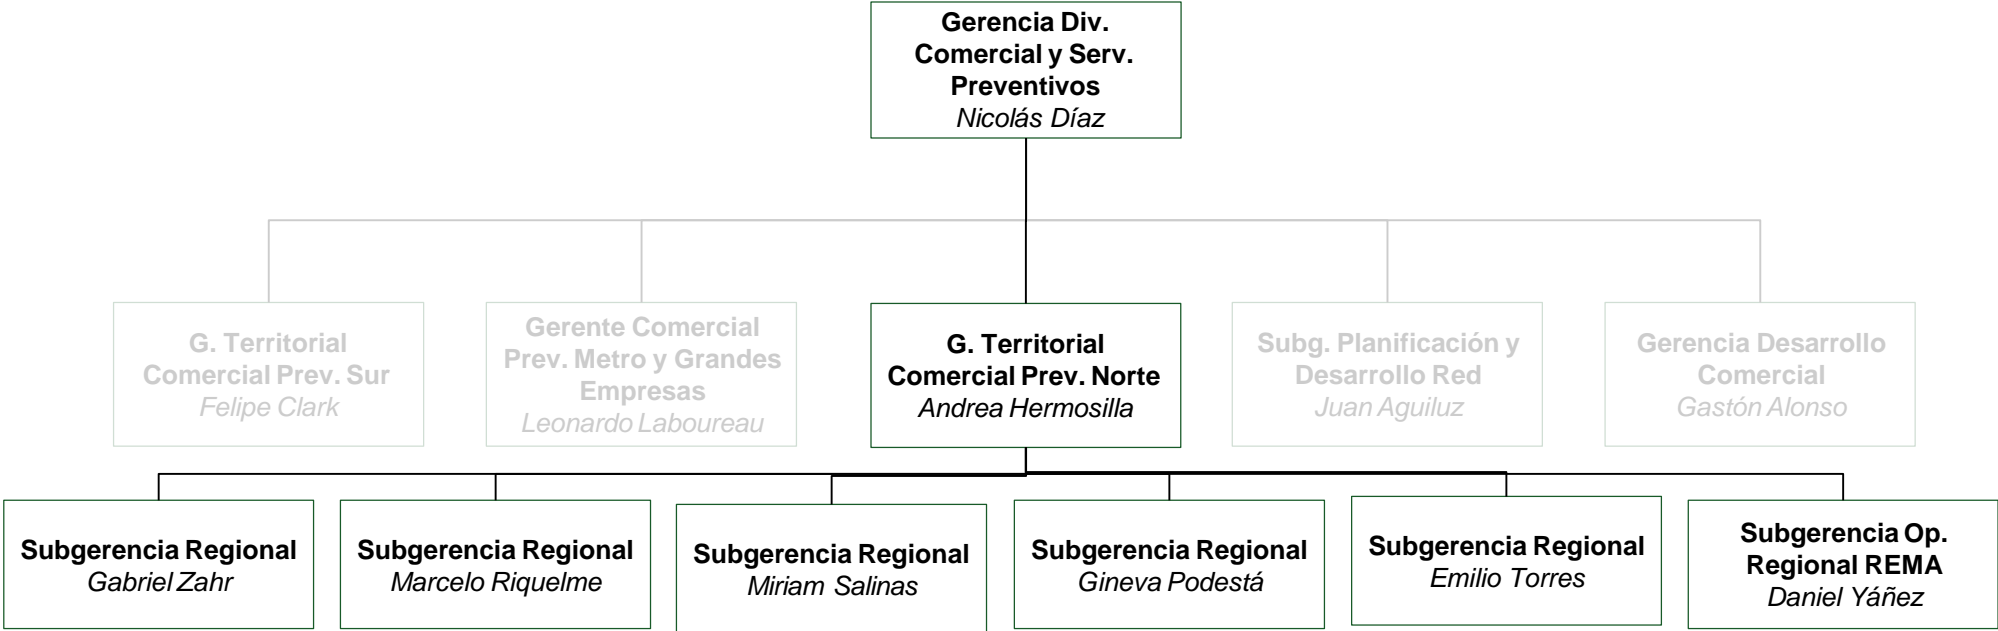 Gerencia Div.
Comercial y Serv.
Preventivos
Nicolás Díaz
G. Territorial
Comercial Prev. Sur
Felipe Clark
Gerente Comercial
Prev. Metro y Grandes
Empresas
Leonardo Laboureau
G. Territorial
Comercial Prev. Norte
Andrea Hermosilla
Subg. Planificación y
Desarrollo Red
Juan Aguiluz
Gerencia Desarrollo
Comercial
Gastón Alonso
Subgerencia Regional
Gabriel Zahr
Subgerencia Regional
Marcelo Riquelme
Subgerencia Regional
Miriam Salinas
Subgerencia Regional
Gineva Podestá
Subgerencia Regional
Emilio Torres
Subgerencia Op.
Regional REMA
Daniel Yáñez